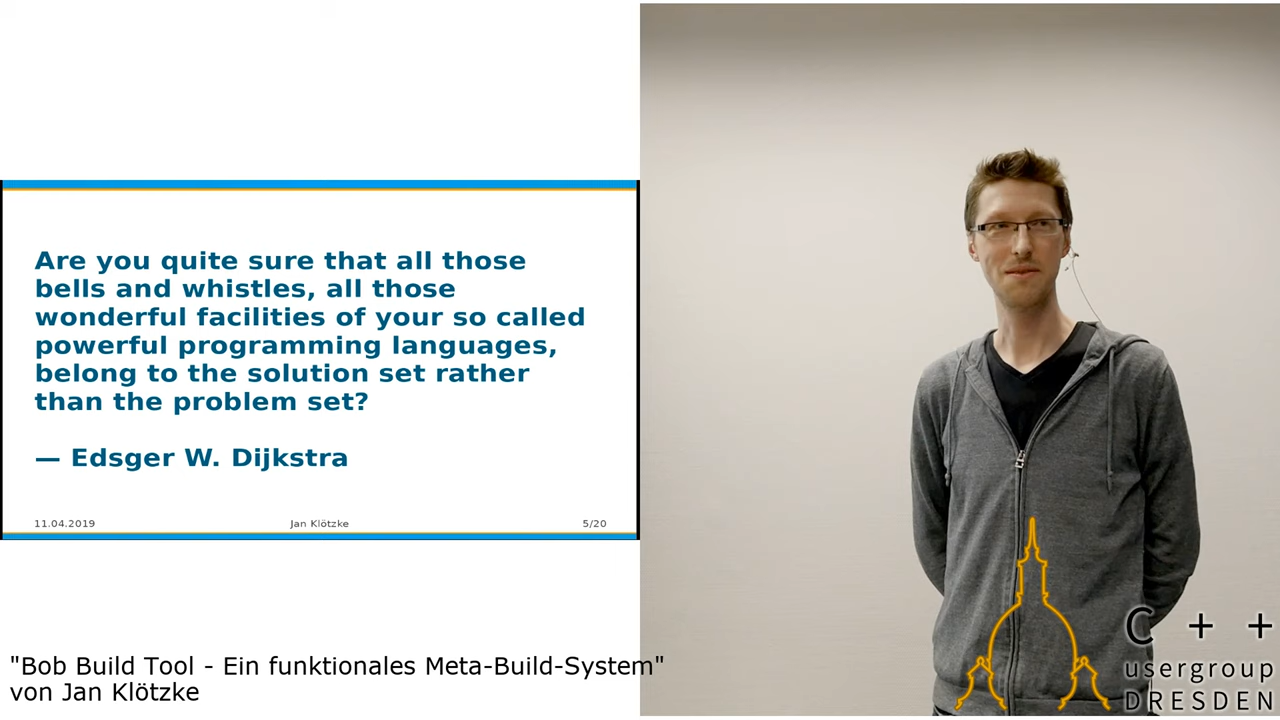 Are you quite sure that all those
bells and whistles, all those
wonderful facilities of your so called
powerful programming languages,
belong to the solution set rather
than the problem set?
— Edsger W. Dijkstra
11.04.2019 Jan Klötzke 5/20
"Bob Build Tool - Ein funktionales Meta-Build-System"
von Jan Klötzke
C + +
usergroup
DRESDEN